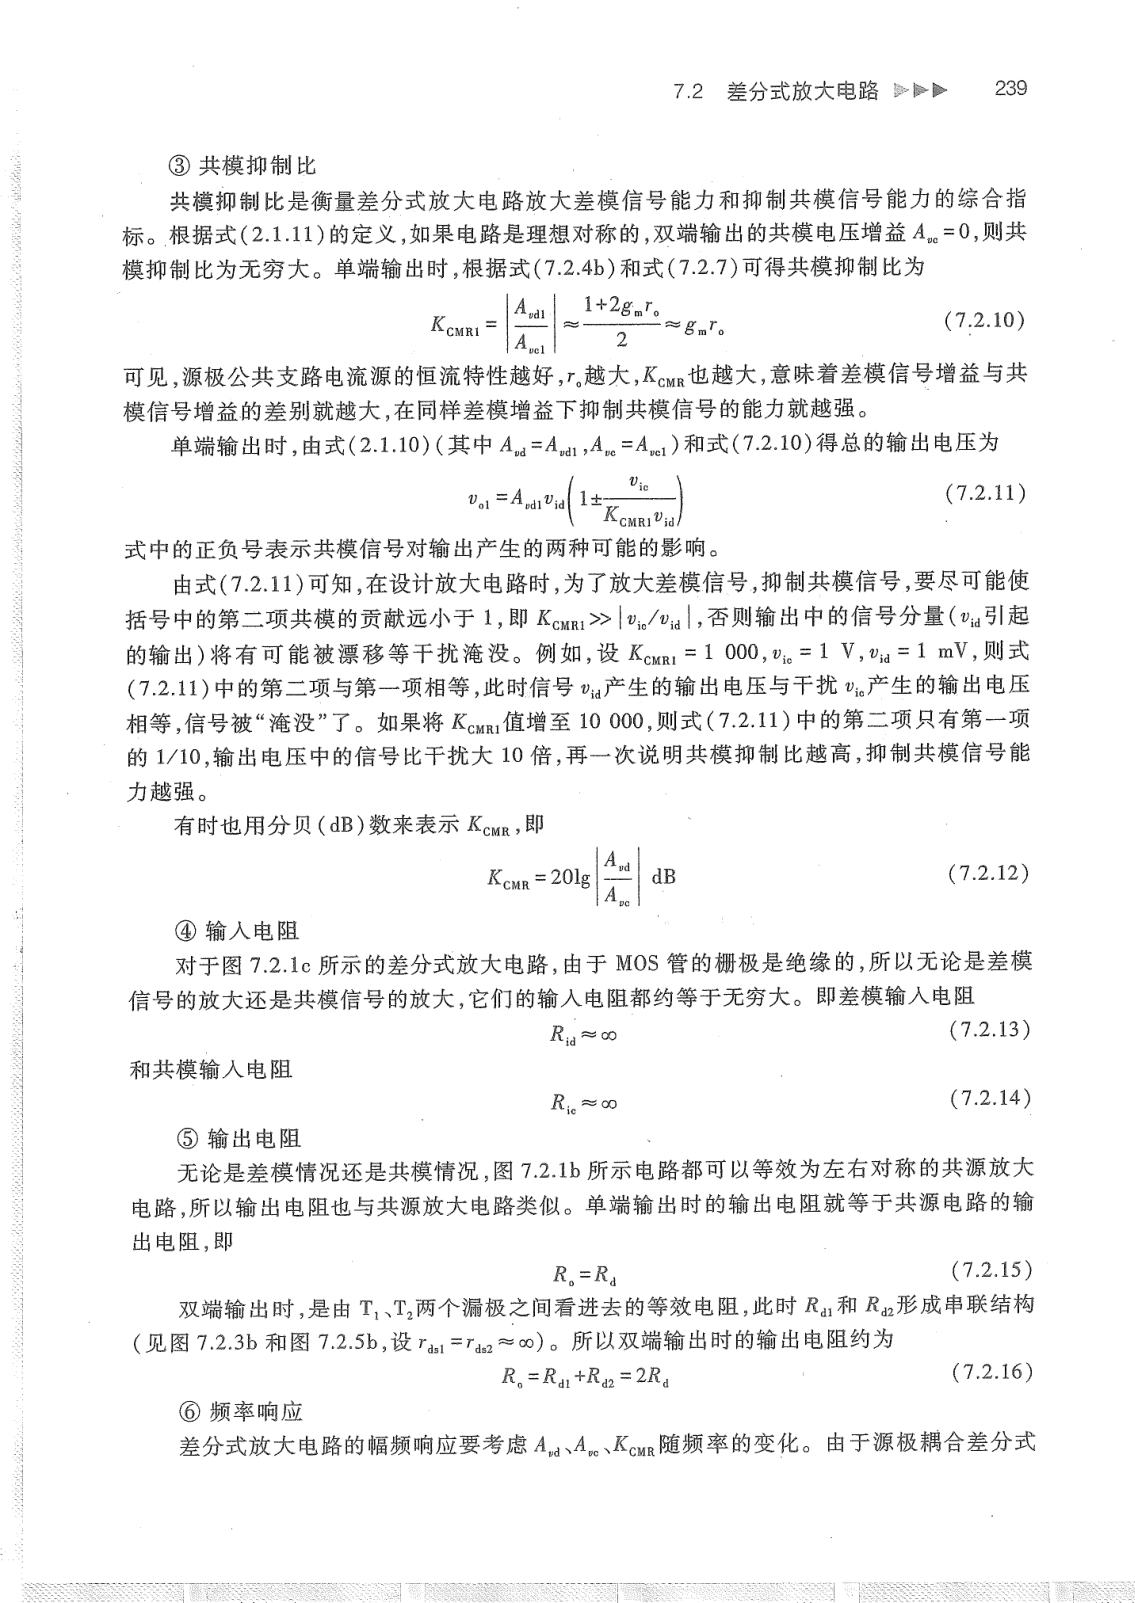 7.2 差分式放大电路 ▶▶▶ 239
③ 共模抑制比
共模抑制比是衡量差分式放大电路放大差模信号能力和抑制共模信号能力的综合指
标。根据式(2.1.11)的定义,如果电路是理想对称的,双端输出的共模电压增益 A_vc=0,则共
模抑制比为无穷大。单端输出时,根据式(7.2.4b)和式(7.2.7)可得共模抑制比为
K_CMR1 = |A_vd1/A_vc1| ≈ (1+2g_m r_o)/2 ≈ g_m r_o (7.2.10)
可见,源极公共支路电流源的恒流特性越好,r_o越大,K_CMR也越大,意味着差模信号增益与共
模信号增益的差别就越大,在同样差模增益下抑制共模信号的能力就越强。
单端输出时,由式(2.1.10)(其中 A_vd=A_vd1,A_vc=A_vc1)和式(7.2.10)得总的输出电压为
v_o1=A_vd1 v_id(1± v_ic/(K_CMR1 v_id)) (7.2.11)
式中的正负号表示共模信号对输出产生的两种可能的影响。
由式(7.2.11)可知,在设计放大电路时,为了放大差模信号,抑制共模信号,要尽可能使
括号中的第二项共模的贡献远小于 1,即 K_CMR1≫|v_ic/v_id|,否则输出中的信号分量(v_id引起
的输出)将有可能被漂移等干扰淹没。例如,设 K_CMR1 = 1 000,v_ic = 1 V,v_id = 1 mV,则式
(7.2.11)中的第二项与第一项相等,此时信号 v_id产生的输出电压与干扰 v_ic产生的输出电压
相等,信号被“淹没”了。如果将 K_CMR1值增至 10 000,则式(7.2.11)中的第二项只有第一项
的 1/10,输出电压中的信号比干扰大 10 倍,再一次说明共模抑制比越高,抑制共模信号能
力越强。
有时也用分贝(dB)数来表示 K_CMR,即
K_CMR=20lg|A_vd/A_vc| dB (7.2.12)
④ 输入电阻
对于图 7.2.1c 所示的差分式放大电路,由于 MOS 管的栅极是绝缘的,所以无论是差模
信号的放大还是共模信号的放大,它们的输入电阻都约等于无穷大。即差模输入电阻
R_id≈∞ (7.2.13)
和共模输入电阻
R_ic≈∞ (7.2.14)
⑤ 输出电阻
无论是差模情况还是共模情况,图 7.2.1b 所示电路都可以等效为左右对称的共源放大
电路,所以输出电阻也与共源放大电路类似。单端输出时的输出电阻就等于共源电路的输
出电阻,即
R_o=R_d (7.2.15)
双端输出时,是由 T_1、T_2两个漏极之间看进去的等效电阻,此时 R_d1和 R_d2形成串联结构
(见图 7.2.3b 和图 7.2.5b,设 r_ds1=r_ds2≈∞)。所以双端输出时的输出电阻约为
R_o=R_d1+R_d2=2R_d (7.2.16)
⑥ 频率响应
差分式放大电路的幅频响应要考虑 A_vd、A_vc、K_CMR随频率的变化。由于源极耦合差分式